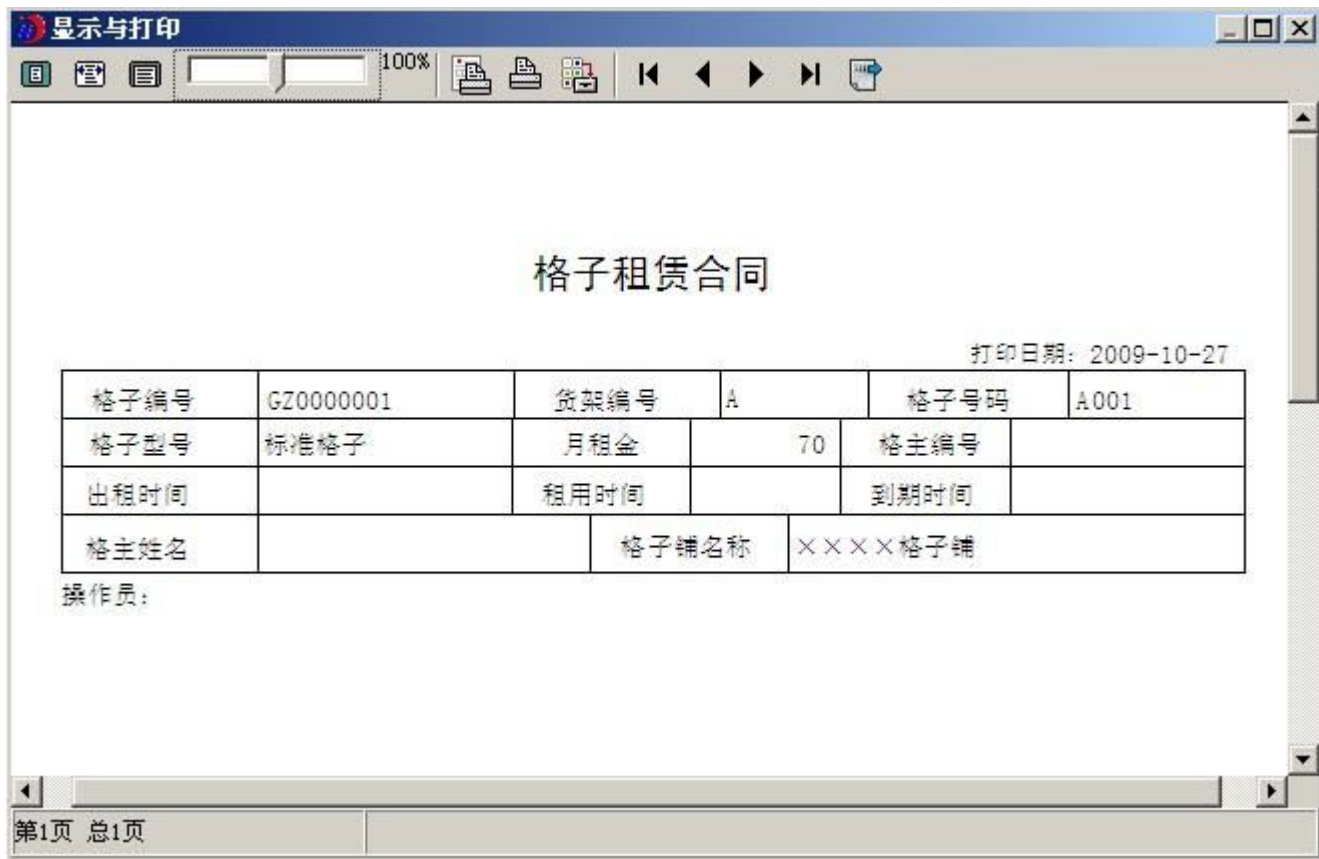 显示与打印
100%
格子租赁合同
打印日期: 2009-10-27
格子编号 GZ0000001 货架编号 A 格子号码 A001
格子型号 标准格子 月租金 70 格主编号
出租时间 租用时间 到期时间
格主姓名 格子铺名称 ××××格子铺
操作员:
第1页 总1页